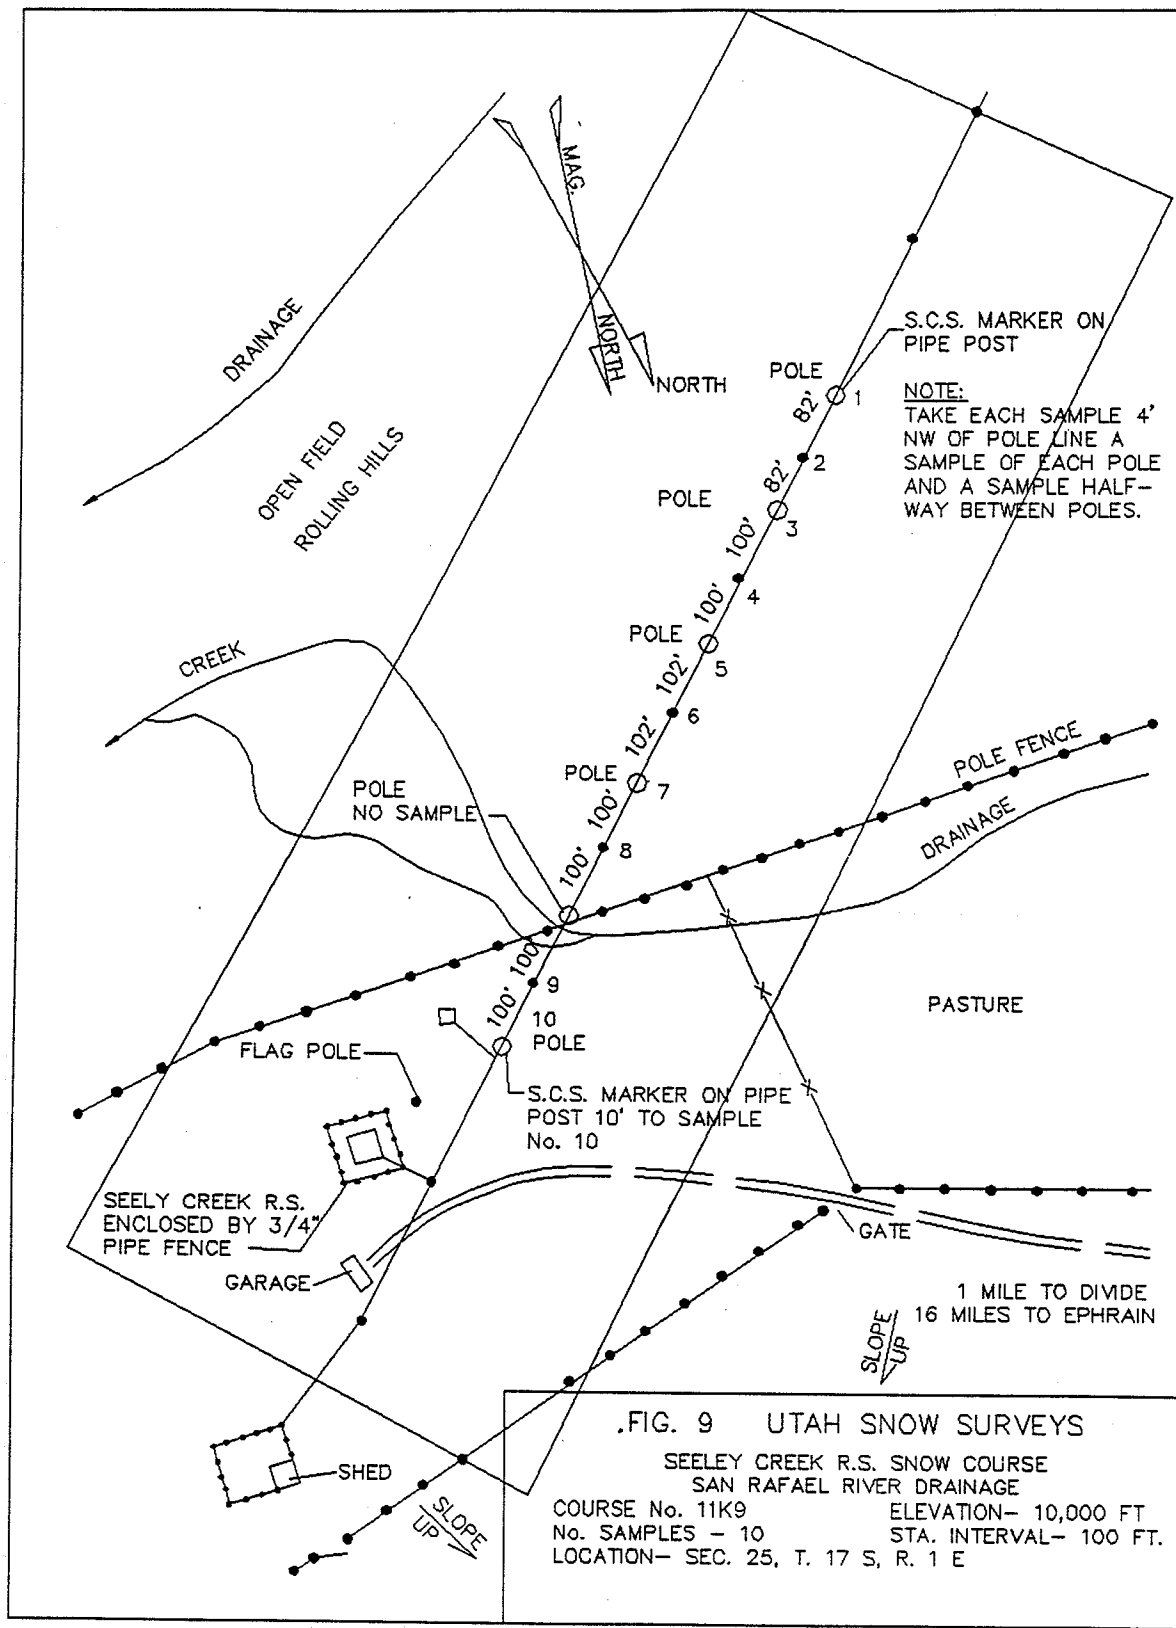 MAG.
NORTH
NORTH
DRAINAGE
OPEN FIELD
ROLLING HILLS
S.C.S. MARKER ON
PIPE POST
NOTE:
TAKE EACH SAMPLE 4'
NW OF POLE LINE A
SAMPLE OF EACH POLE
AND A SAMPLE HALF-
WAY BETWEEN POLES.
POLE
1
82'
2
82'
POLE
3
100'
4
100'
POLE
5
102'
6
102'
POLE
7
100'
8
100'
CREEK
POLE
NO SAMPLE
POLE FENCE
DRAINAGE
100'
9
100'
10
POLE
PASTURE
FLAG POLE
S.C.S. MARKER ON PIPE
POST 10' TO SAMPLE
No. 10
SEELY CREEK R.S.
ENCLOSED BY 3/4"
PIPE FENCE
GARAGE
GATE
1 MILE TO DIVIDE
16 MILES TO EPHRAIN
SLOPE
UP
SHED
SLOPE
UP
.FIG. 9 UTAH SNOW SURVEYS
SEELEY CREEK R.S. SNOW COURSE
SAN RAFAEL RIVER DRAINAGE
COURSE No. 11K9 ELEVATION- 10,000 FT
No. SAMPLES - 10 STA. INTERVAL- 100 FT.
LOCATION- SEC. 25, T. 17 S, R. 1 E